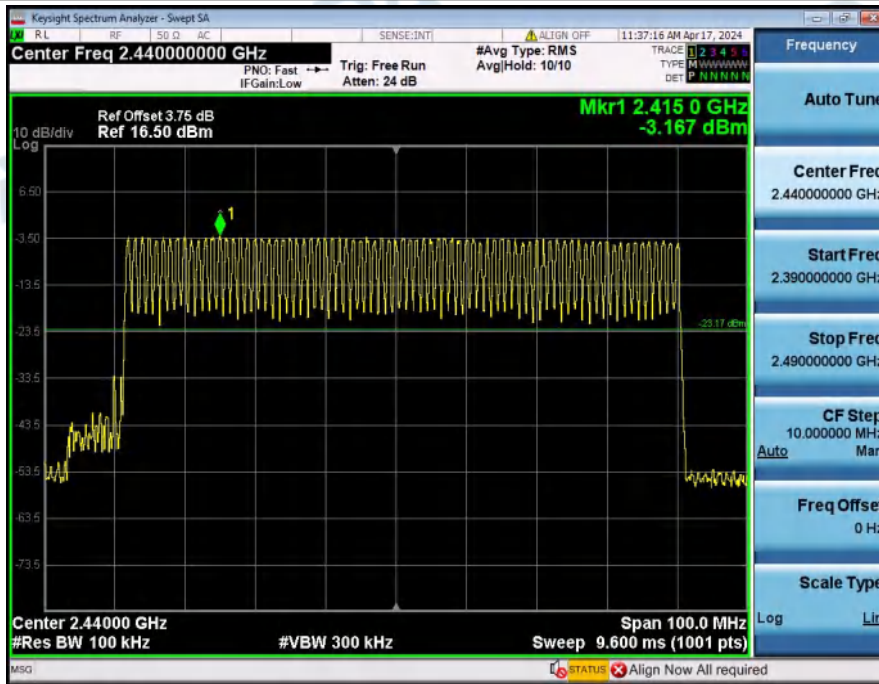 Keysight Spectrum Analyzer - Swept SA
RL RF 50 Ω AC SENSE:INT ALIGN OFF 11:37:16 AM Apr 17, 2024
Center Freq 2.440000000 GHz
PNO: Fast
IFGain:Low
Trig: Free Run
Atten: 24 dB
#Avg Type: RMS
Avg|Hold: 10/10
TRACE 1 2 3 4 5 6
TYPE M W W W W W
DET P N N N N N
Ref Offset 3.75 dB
10 dB/div Ref 16.50 dBm
Log
Mkr1 2.415 0 GHz
-3.167 dBm
1
6.50
-3.50
-13.5
-23.5
-23.17 dBm
-33.5
-43.5
-53.5
-63.5
-73.5
Center 2.44000 GHz Span 100.0 MHz
#Res BW 100 kHz #VBW 300 kHz Sweep 9.600 ms (1001 pts)
MSG STATUS Align Now All required
Frequency
Auto Tune
Center Freq
2.440000000 GHz
Start Freq
2.390000000 GHz
Stop Freq
2.490000000 GHz
CF Step
10.000000 MHz
Auto Man
Freq Offset
0 Hz
Scale Type
Log Lin